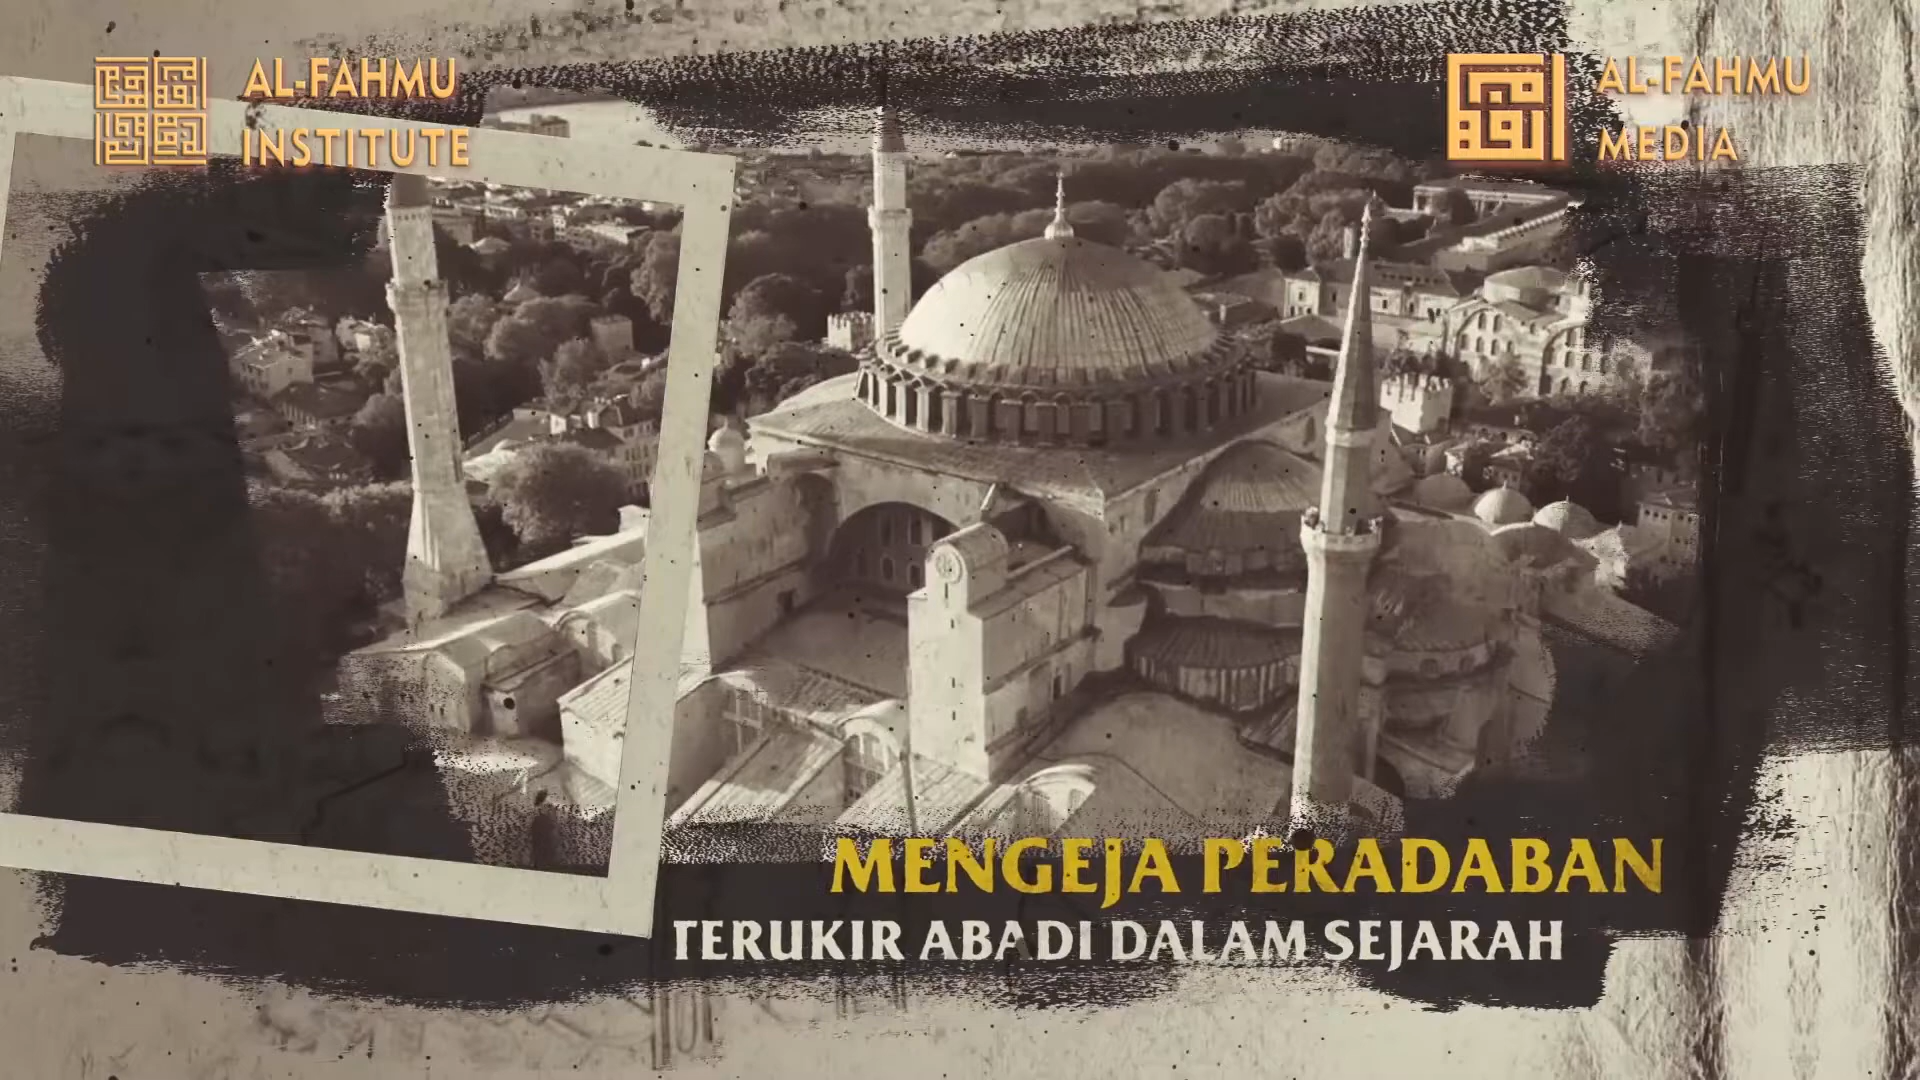 AL-FAHMU
INSTITUTE
AL-FAHMU
MEDIA
MENGEJA PERADABAN
TERUKIR ABADI DALAM SEJARAH